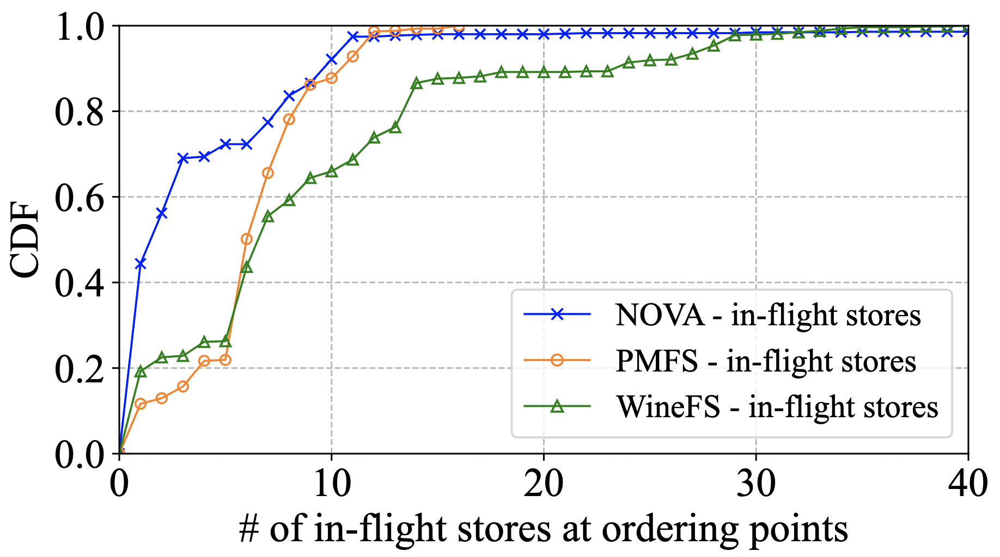 1.0
0.8
0.6
0.4
0.2
0.0
CDF
0 10 20 30 40
# of in-flight stores at ordering points
NOVA - in-flight stores
PMFS - in-flight stores
WineFS - in-flight stores